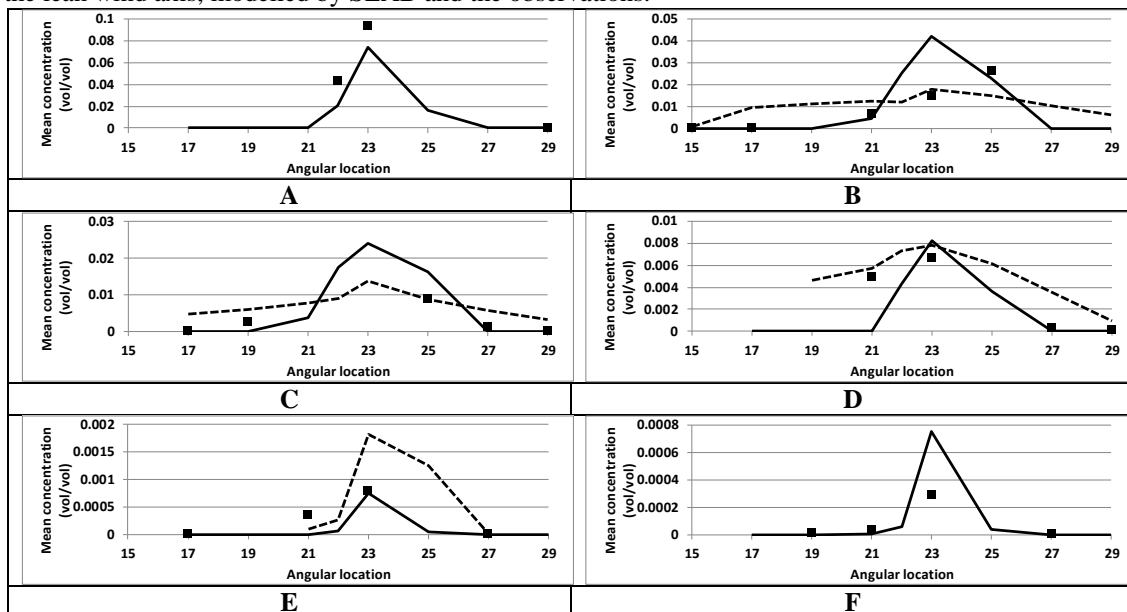 the lean wind axis, modelled by SLAB and the observations.
Mean concentration
(vol/vol)
0.1
0.08
0.06
0.04
0.02
0
15 17 19 21 23 25 27 29
Angular location
A
Mean concentration
(vol/vol)
0.05
0.04
0.03
0.02
0.01
0
15 17 19 21 23 25 27 29
Angular location
B
Mean concentration
(vol/vol)
0.03
0.02
0.01
0
15 17 19 21 23 25 27 29
Angular location
C
Mean concentration
(vol/vol)
0.01
0.008
0.006
0.004
0.002
0
15 17 19 21 23 25 27 29
Angular location
D
Mean concentration
(vol/vol)
0.002
0.0015
0.001
0.0005
0
15 17 19 21 23 25 27 29
Angular location
E
Mean concentration
(vol/vol)
0.0008
0.0006
0.0004
0.0002
0
15 17 19 21 23 25 27 29
Angular location
F